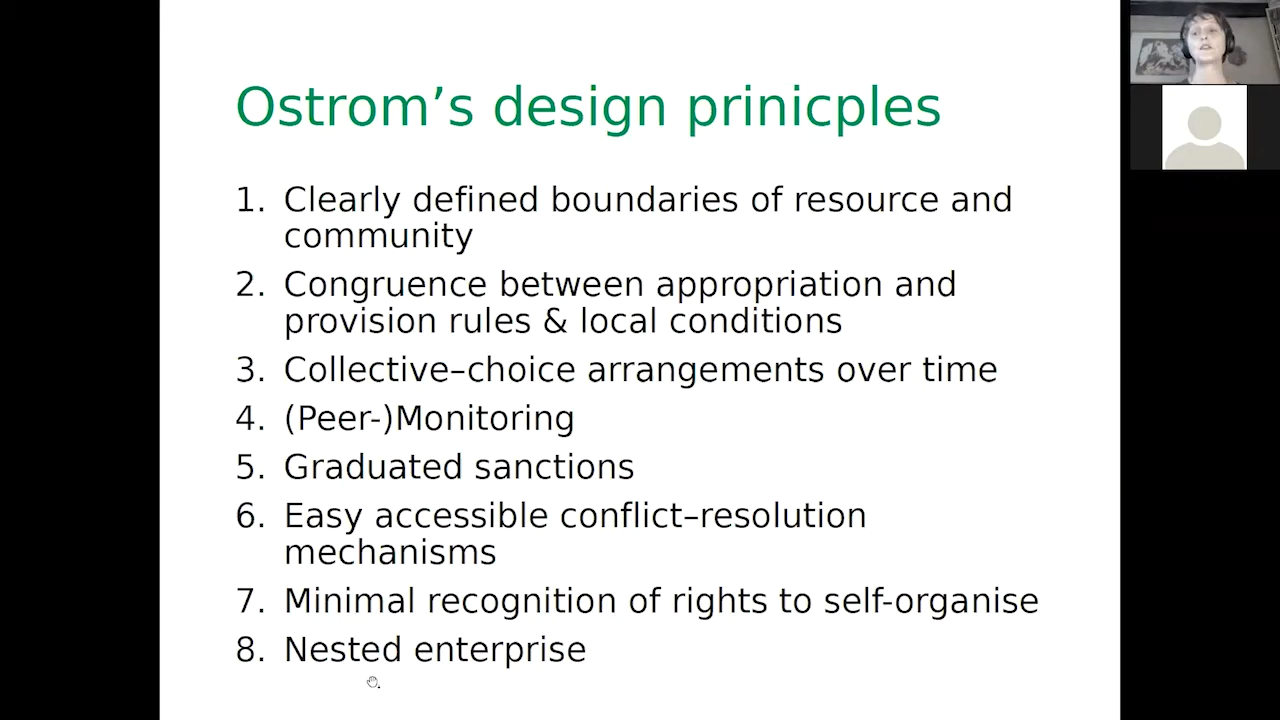 Ostrom’s design prinicples
1. Clearly defined boundaries of resource and
community
2. Congruence between appropriation and
provision rules & local conditions
3. Collective–choice arrangements over time
4. (Peer-)Monitoring
5. Graduated sanctions
6. Easy accessible conflict–resolution
mechanisms
7. Minimal recognition of rights to self-organise
8. Nested enterprise